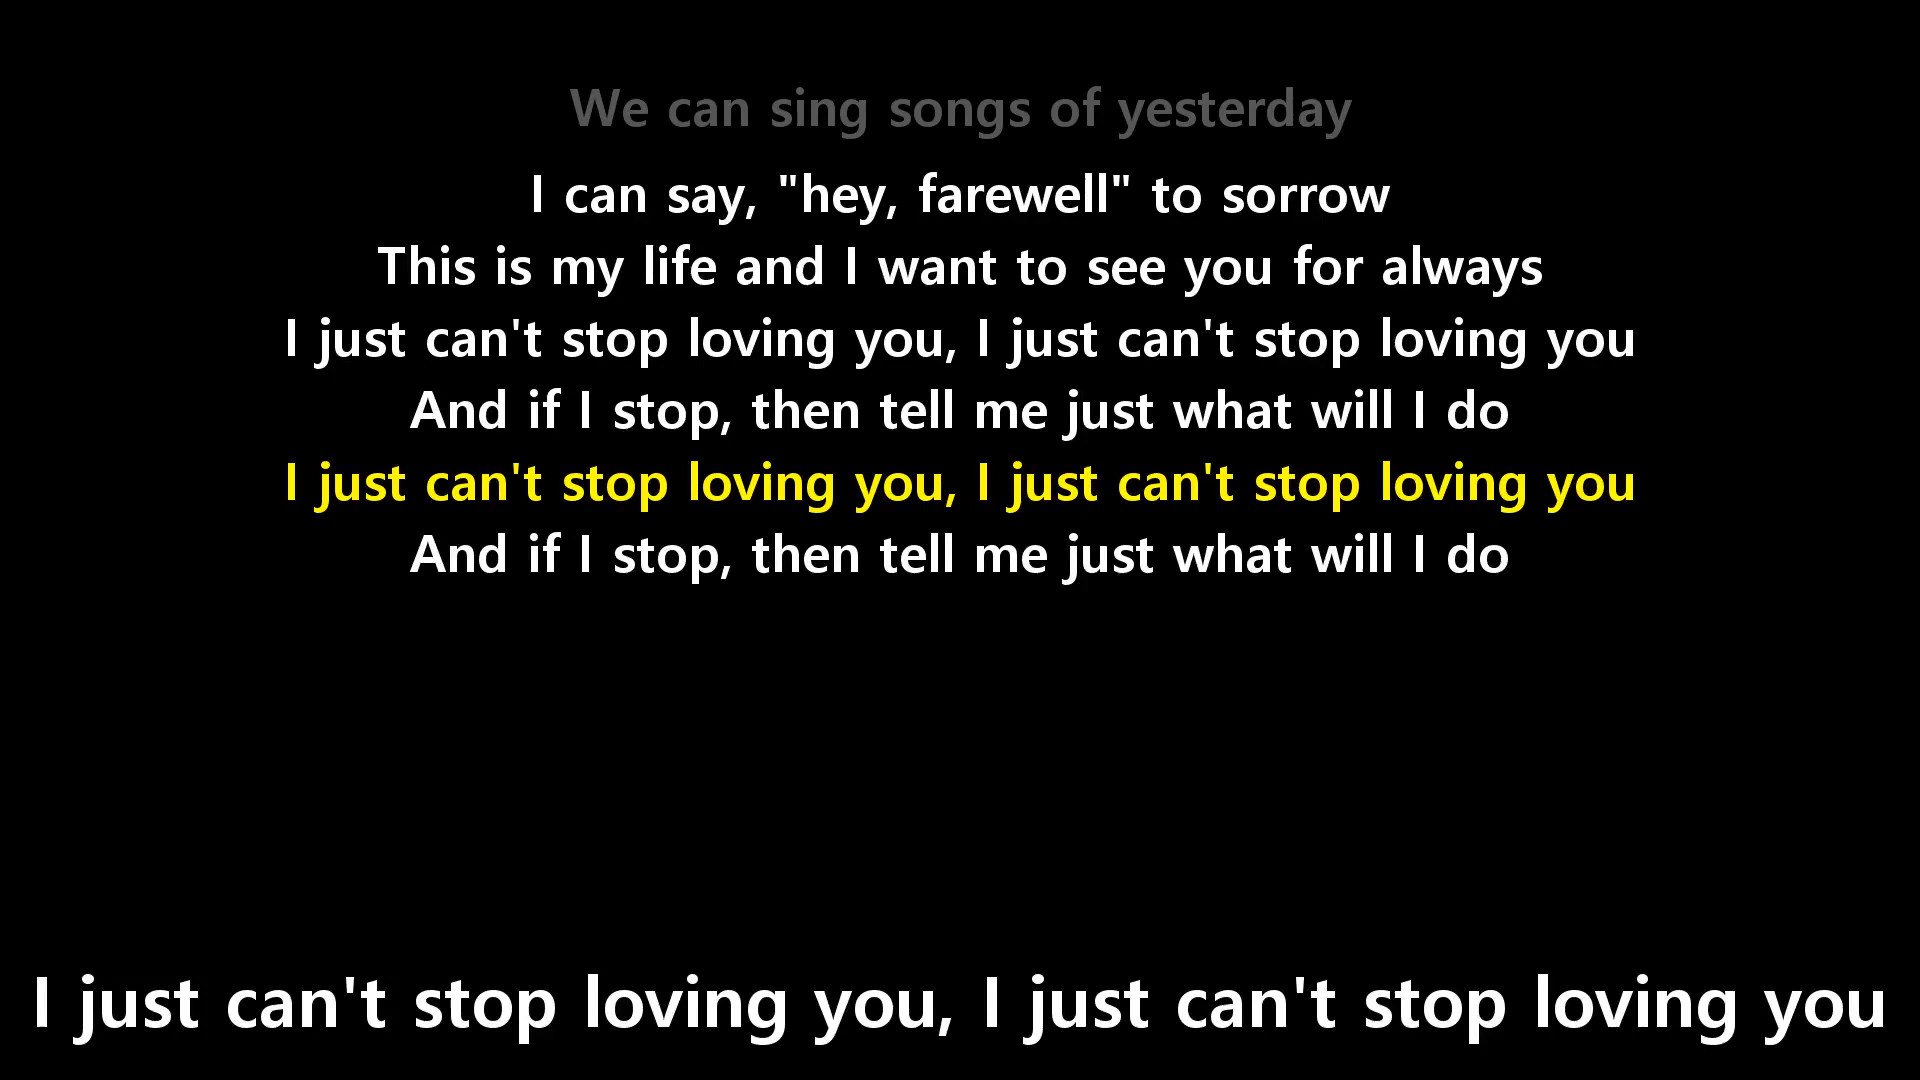 We can sing songs of yesterday
I can say, "hey, farewell" to sorrow
This is my life and I want to see you for always
I just can't stop loving you, I just can't stop loving you
And if I stop, then tell me just what will I do
I just can't stop loving you, I just can't stop loving you
And if I stop, then tell me just what will I do
I just can't stop loving you, I just can't stop loving you